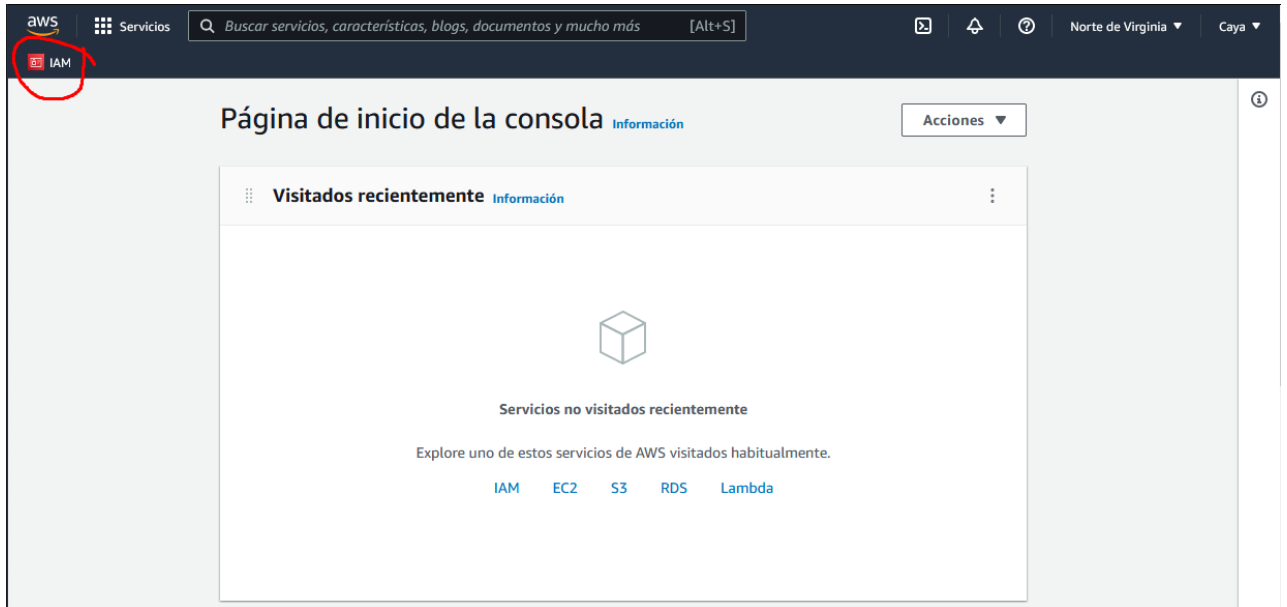 aws Servicios Buscar servicios, características, blogs, documentos y mucho más [Alt+S] Norte de Virginia Caya
IAM
Página de inicio de la consola Información Acciones
Visitados recientemente Información
Servicios no visitados recientemente
Explore uno de estos servicios de AWS visitados habitualmente.
IAM EC2 S3 RDS Lambda